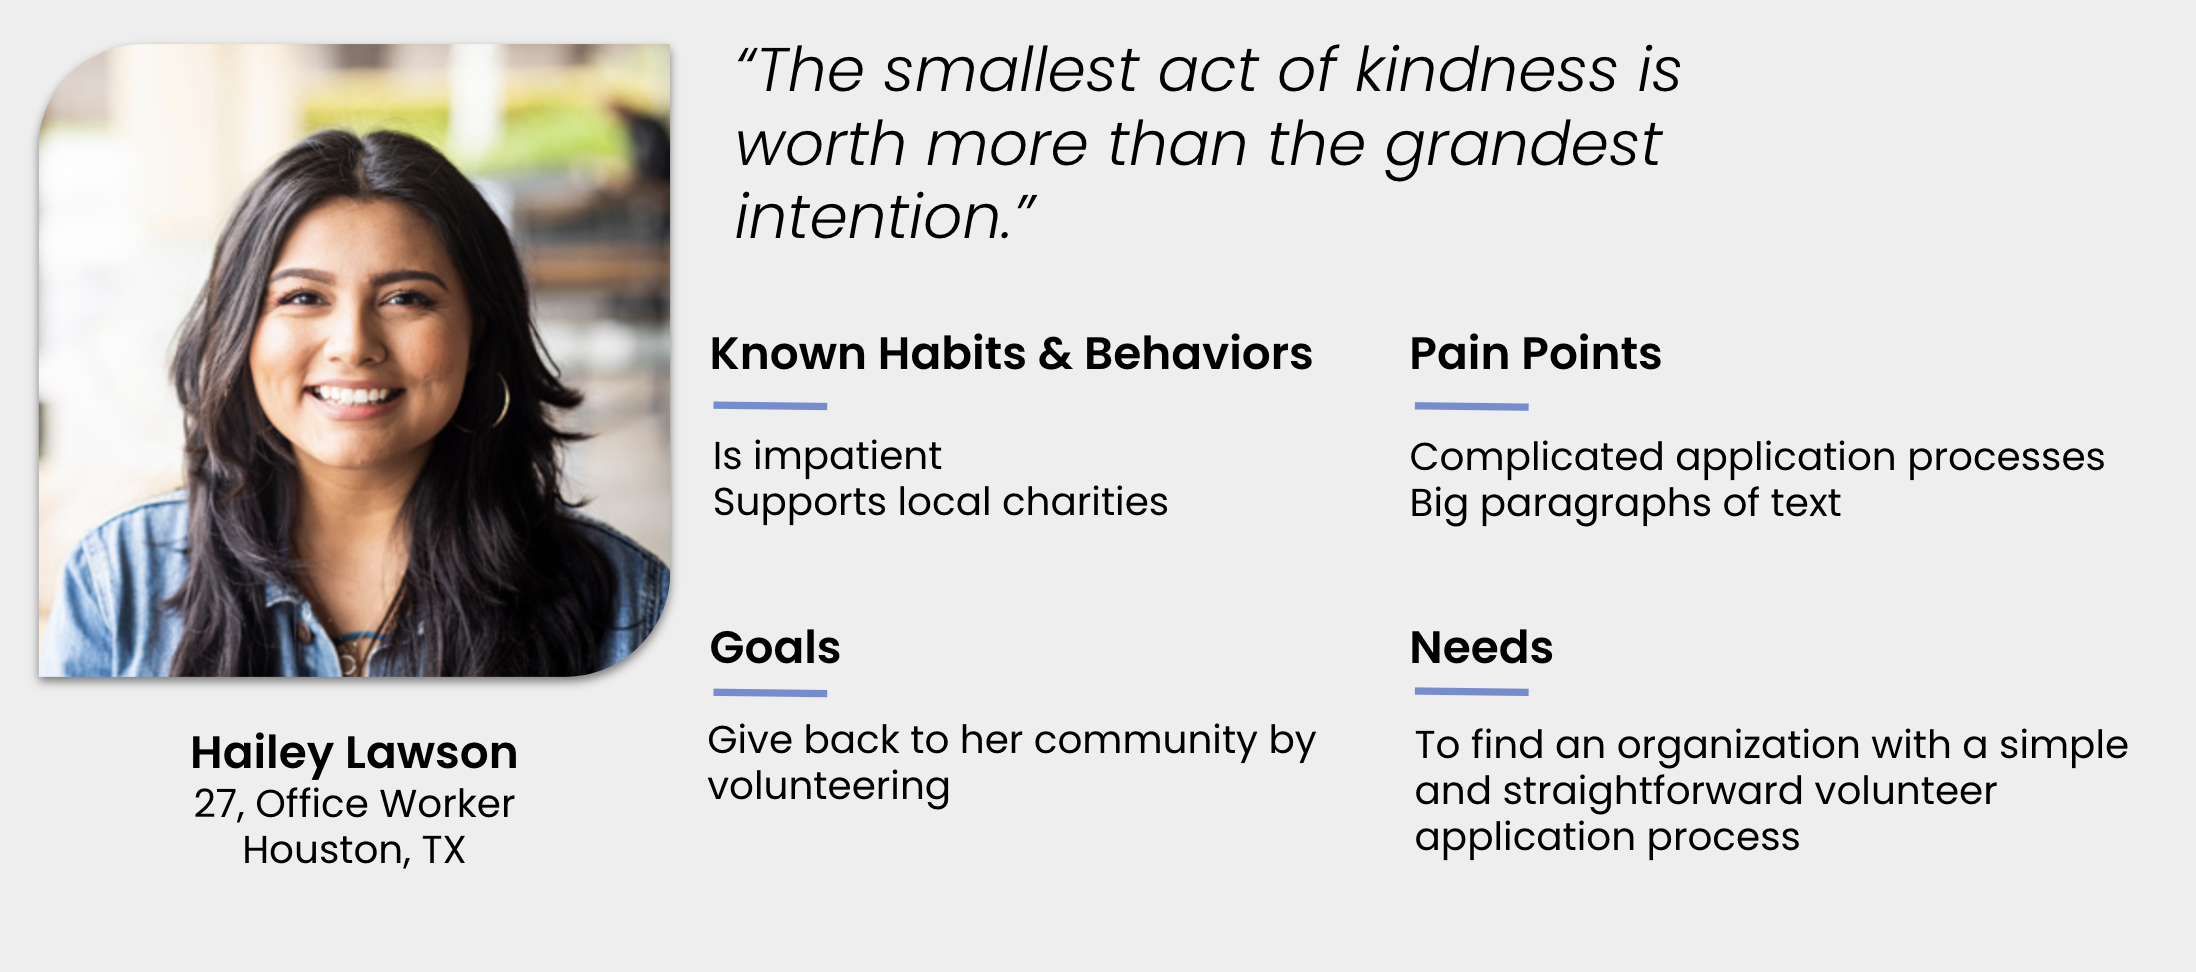 “The smallest act of kindness is
worth more than the grandest
intention.”
Known Habits & Behaviors
Is impatient
Supports local charities
Pain Points
Complicated application processes
Big paragraphs of text
Goals
Give back to her community by
volunteering
Needs
To find an organization with a simple
and straightforward volunteer
application process
Hailey Lawson
27, Office Worker
Houston, TX